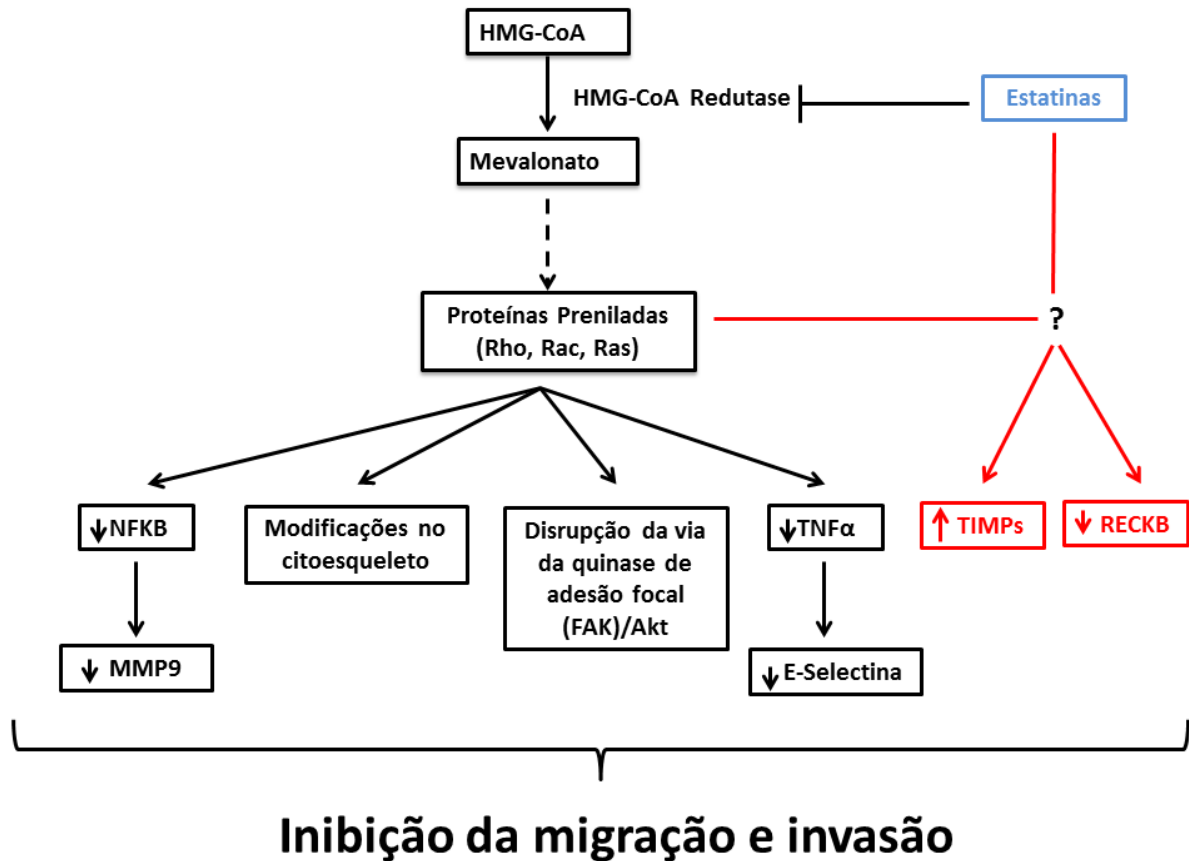 HMG-CoA
HMG-CoA Redutase
Estatinas
Mevalonato
Proteínas Preniladas
(Rho, Rac, Ras)
?
NFKB
Modificações no
citoesqueleto
Disrupção da via
da quinase de
adesão focal
(FAK)/Akt
TNFα
TIMPs
RECKB
MMP9
E-Selectina
Inibição da migração e invasão